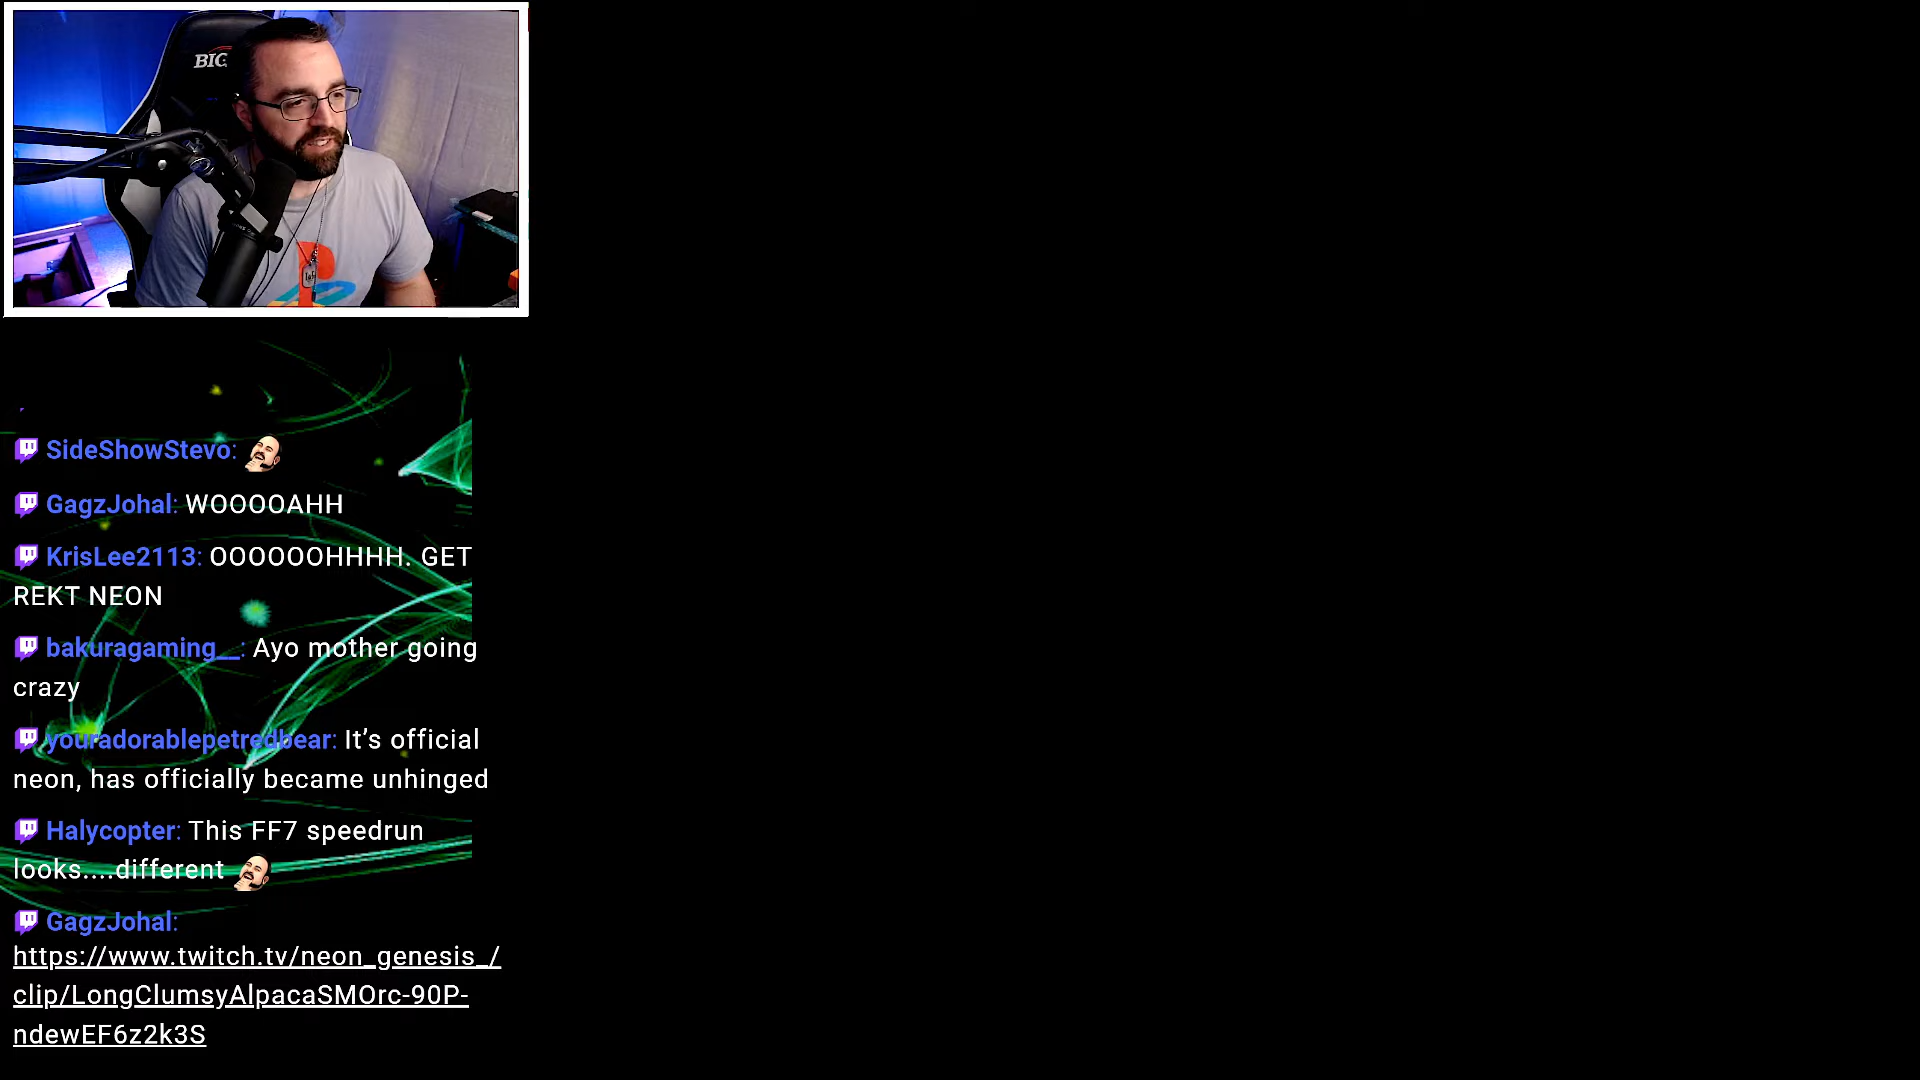 BIG
SideShowStevo:
GagzJohal: WOOOOAHH
KrisLee2113: OOOOOOHHHH. GET
REKT NEON
bakuragaming__: Ayo mother going
crazy
youradorablepetredbear: It’s official
neon, has officially became unhinged
Halycopter: This FF7 speedrun
looks....different
GagzJohal:
https://www.twitch.tv/neon_genesis_/
clip/LongClumsyAlpacaSMOrc-90P-
ndewEF6z2k3S